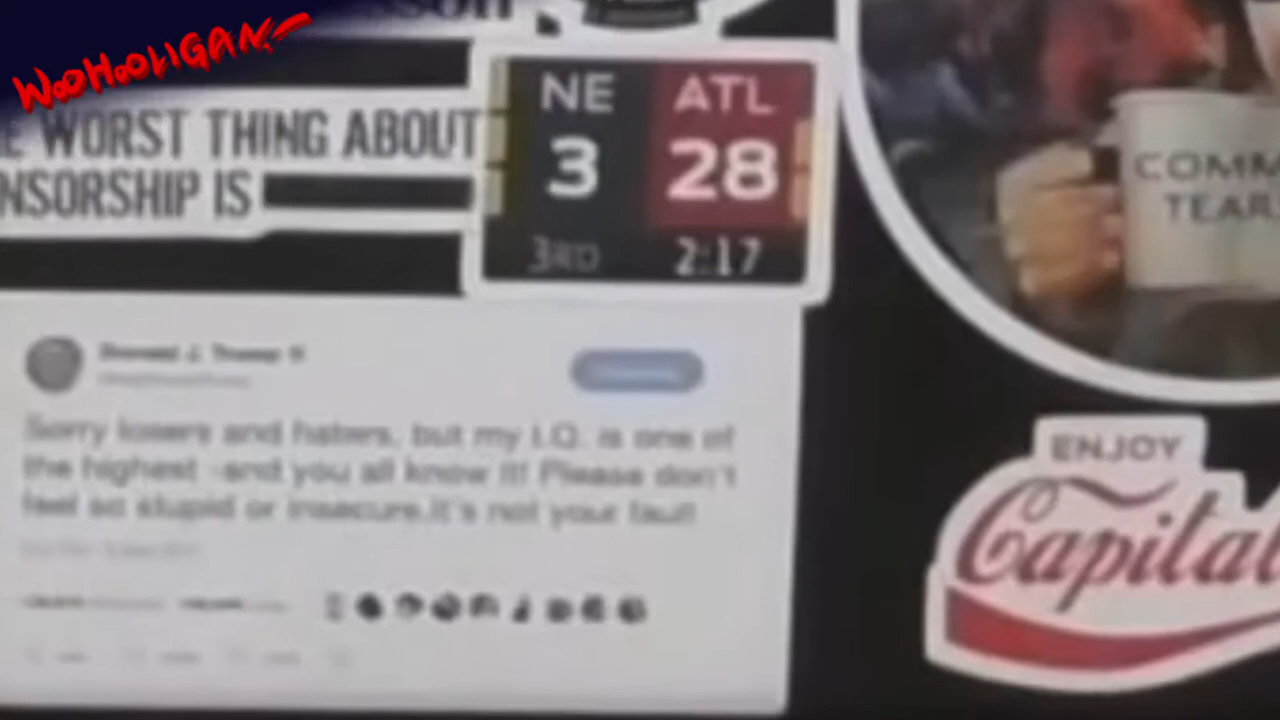 WOOHOOLIGAN
WORST THING ABOUT
NSORSHIP IS
NE ATL
3 28
3RD 2:17
COMM
TEAR
Donald J. Trump
Sorry losers and haters, but my I.Q. is one of
the highest -and you all know it! Please don't
feel so stupid or insecure,it's not your fault
ENJOY
Capital